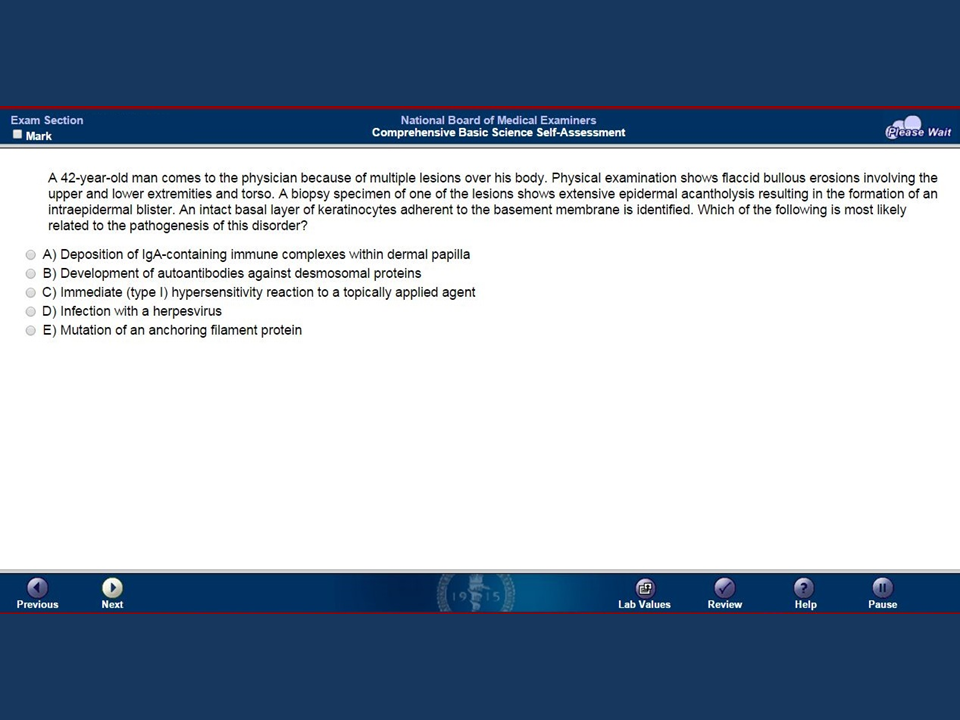 Exam Section
National Board of Medical Examiners
Mark
Comprehensive Basic Science Self-Assessment
Please Wait
A 42-year-old man comes to the physician because of multiple lesions over his body. Physical examination shows flaccid bullous erosions involving the
upper and lower extremities and torso. A biopsy specimen of one of the lesions shows extensive epidermal acantholysis resulting in the formation of an
intraepidermal blister. An intact basal layer of keratinocytes adherent to the basement membrane is identified. Which of the following is most likely
related to the pathogenesis of this disorder?
A) Deposition of IgA-containing immune complexes within dermal papilla
B) Development of autoantibodies against desmosomal proteins
C) Immediate (type I) hypersensitivity reaction to a topically applied agent
D) Infection with a herpesvirus
E) Mutation of an anchoring filament protein
19 15
Previous
Next
Lab Values
Review
Help
Pause